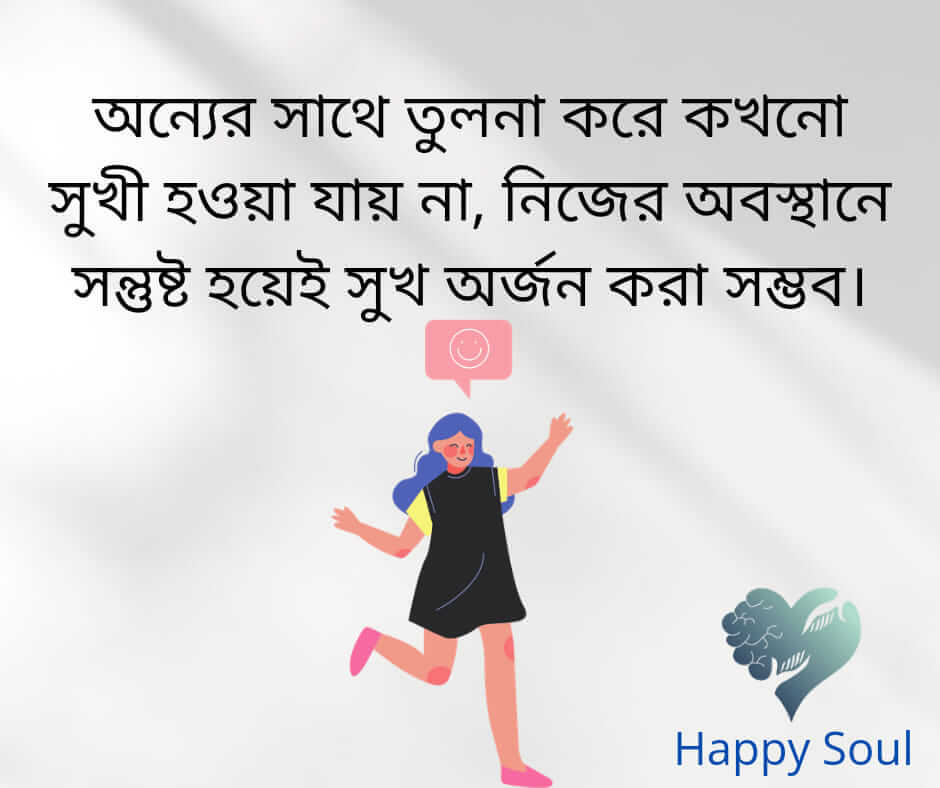 অন্যের সাথে তুলনা করে কখনো
সুখী হওয়া যায় না, নিজের অবস্থানে
সন্তুষ্ট হয়েই সুখ অর্জন করা সম্ভব।
Happy Soul